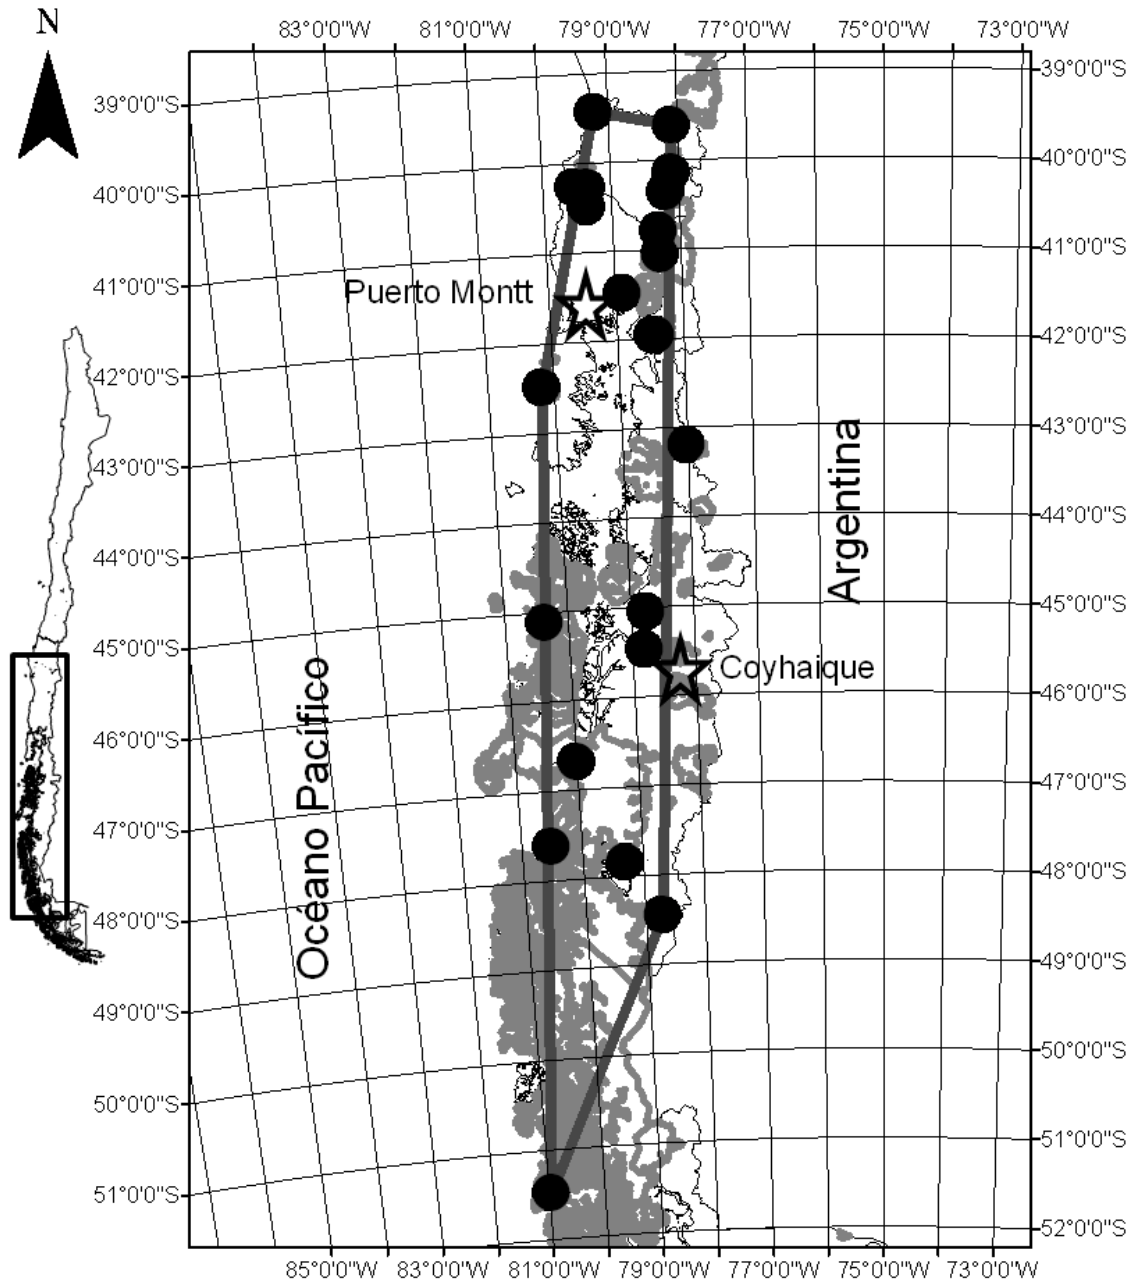 N
83°0'0"W 81°0'0"W 79°0'0"W 77°0'0"W 75°0'0"W 73°0'0"W
39°0'0"S
39°0'0"S
40°0'0"S
40°0'0"S
41°0'0"S
41°0'0"S
Puerto Montt
42°0'0"S
42°0'0"S
43°0'0"S
43°0'0"S
44°0'0"S
Argentina
44°0'0"S
45°0'0"S
45°0'0"S
Coyhaique
46°0'0"S
46°0'0"S
Océano Pacífico
47°0'0"S
47°0'0"S
48°0'0"S
48°0'0"S
49°0'0"S
49°0'0"S
50°0'0"S
50°0'0"S
51°0'0"S
51°0'0"S
52°0'0"S
85°0'0"W 83°0'0"W 81°0'0"W 79°0'0"W 77°0'0"W 75°0'0"W 73°0'0"W